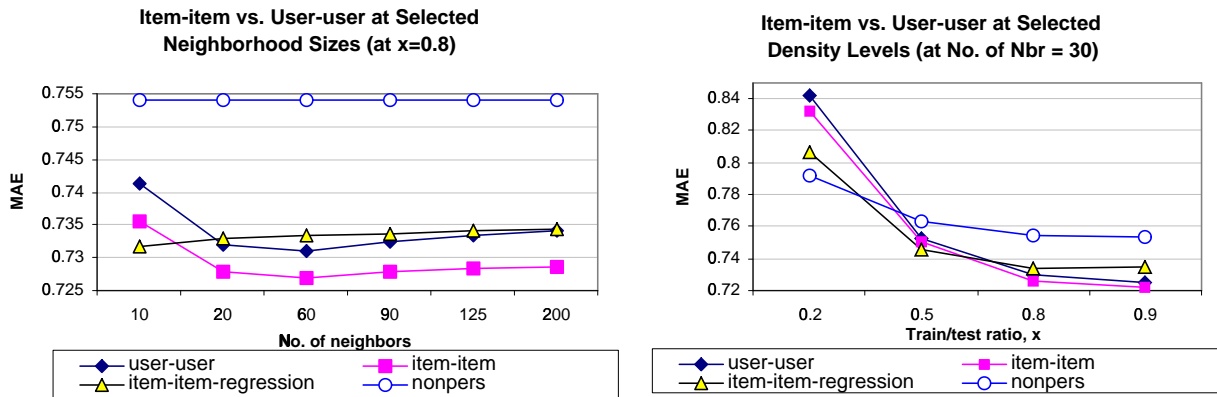 Item-item vs. User-user at Selected
Neighborhood Sizes (at x=0.8)
0.755
0.75
0.745
0.74
0.735
0.73
0.725
MAE
10 20 60 90 125 200
No. of neighbors
user-user item-item
item-item-regression nonpers
Item-item vs. User-user at Selected
Density Levels (at No. of Nbr = 30)
0.84
0.82
0.8
0.78
0.76
0.74
0.72
MAE
0.2 0.5 0.8 0.9
Train/test ratio, x
user-user item-item
item-item-regression nonpers